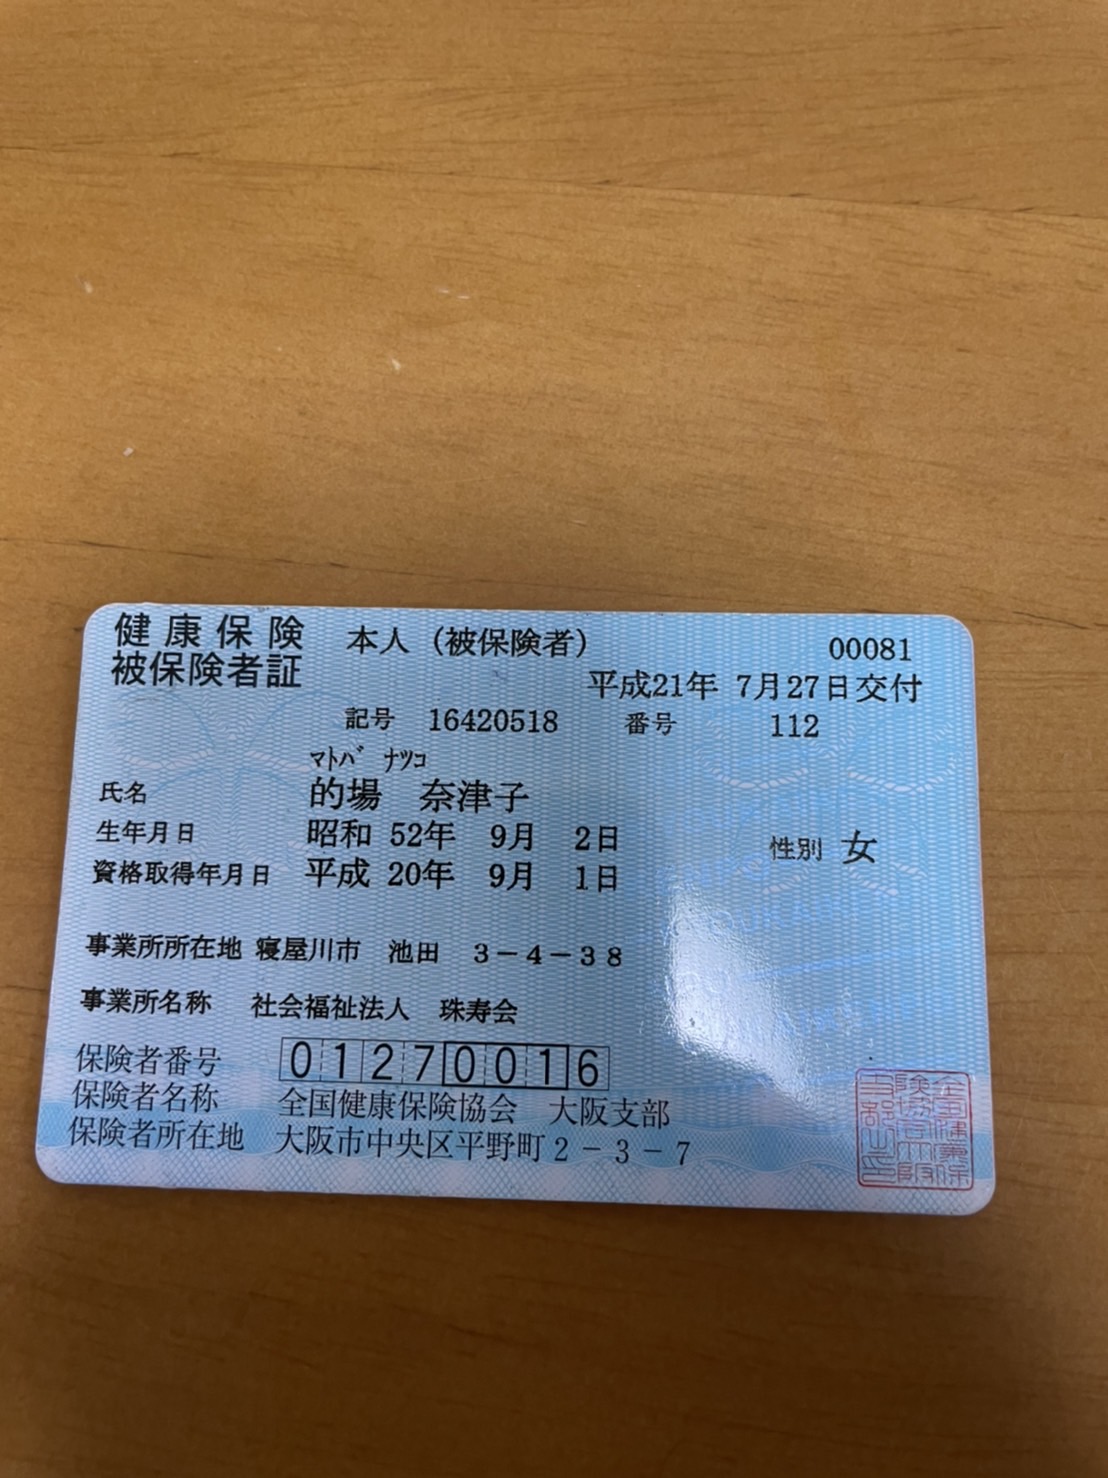 健康保険 本人（被保険者） 00081
被保険者証 平成21年 7月27日交付
記号 16420518 番号 112
ﾏﾄﾊﾞ ﾅﾂｺ
氏名 的場 奈津子
生年月日 昭和 52年 9月 2日 性別 女
資格取得年月日 平成 20年 9月 1日
事業所所在地 寝屋川市 池田 3－4－38
事業所名称 社会福祉法人 珠寿会
保険者番号 01270016
保険者名称 全国健康保険協会 大阪支部
保険者所在地 大阪市中央区平野町2－3－7